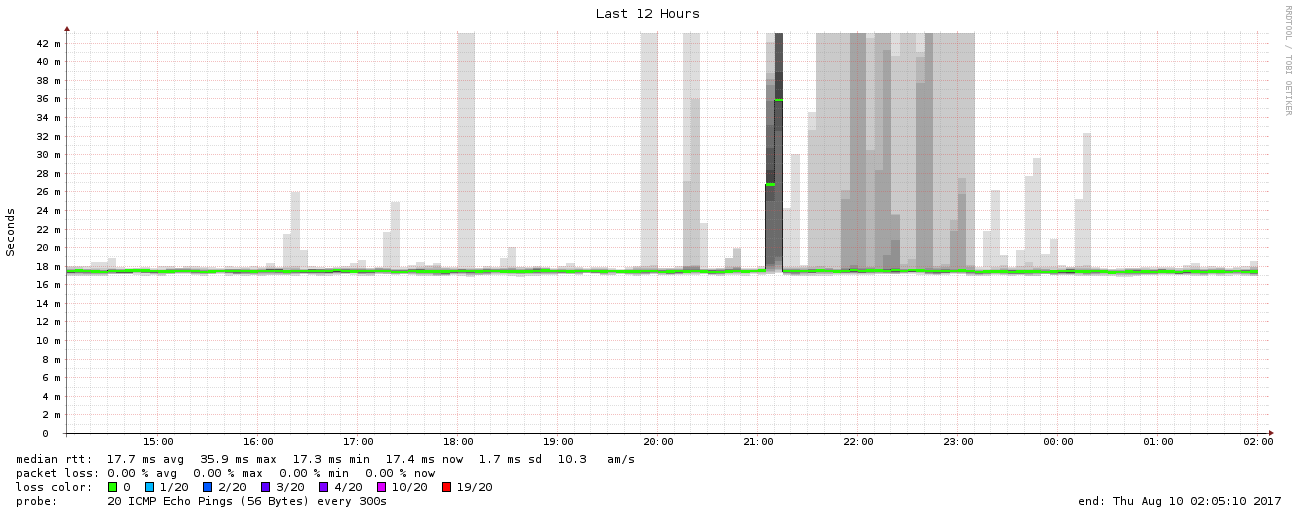 Last 12 Hours
RRDTOOL / TOBI OETIKER
Seconds
42 m
40 m
38 m
36 m
34 m
32 m
30 m
28 m
26 m
24 m
22 m
20 m
18 m
16 m
14 m
12 m
10 m
8 m
6 m
4 m
2 m
0
15:00 16:00 17:00 18:00 19:00 20:00 21:00 22:00 23:00 00:00 01:00 02:00
median rtt: 17.7 ms avg 35.9 ms max 17.3 ms min 17.4 ms now 1.7 ms sd 10.3 am/s
packet loss: 0.00 % avg 0.00 % max 0.00 % min 0.00 % now
loss color: 0 1/20 2/20 3/20 4/20 10/20 19/20
probe: 20 ICMP Echo Pings (56 Bytes) every 300s end: Thu Aug 10 02:05:10 2017